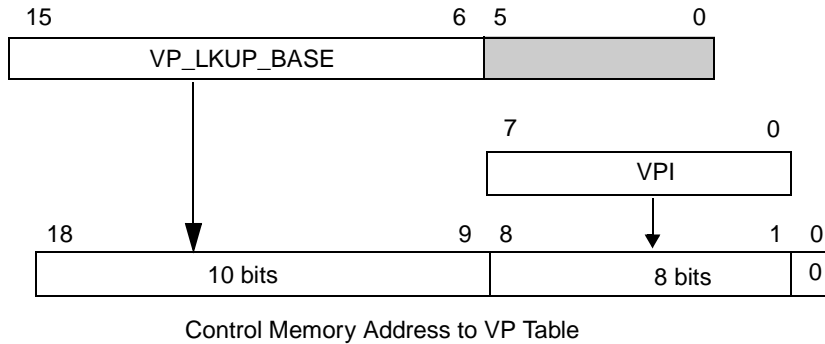 15 6 5 0
VP_LKUP_BASE
7 0
VPI
18 9 8 1 0
10 bits 8 bits 0
Control Memory Address to VP Table